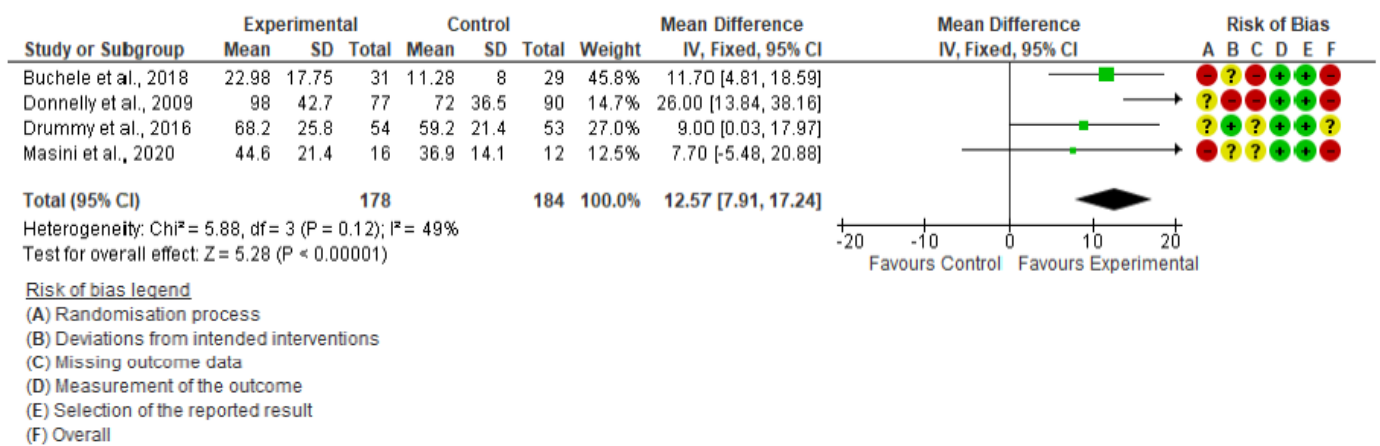 Experimental Control Mean Difference Mean Difference Risk of Bias
Study or Subgroup Mean SD Total Mean SD Total Weight IV, Fixed, 95% CI IV, Fixed, 95% CI A B C D E F
Buchele et al., 2018 22.98 17.75 31 11.28 8 29 45.8% 11.70 [4.81, 18.59] - ? - + + -
Donnelly et al., 2009 98 42.7 77 72 36.5 90 14.7% 26.00 [13.84, 38.16] ? - - + + -
Drummy et al., 2016 68.2 25.8 54 59.2 21.4 53 27.0% 9.00 [0.03, 17.97] ? + ? + + ?
Masini et al., 2020 44.6 21.4 16 36.9 14.1 12 12.5% 7.70 [-5.48, 20.88] - ? ? + + -
Total (95% CI) 178 184 100.0% 12.57 [7.91, 17.24]
Heterogeneity: Chi² = 5.88, df = 3 (P = 0.12); I² = 49%
Test for overall effect: Z = 5.28 (P < 0.00001)
-20 -10 0 10 20
Favours Control Favours Experimental
Risk of bias legend
(A) Randomisation process
(B) Deviations from intended interventions
(C) Missing outcome data
(D) Measurement of the outcome
(E) Selection of the reported result
(F) Overall